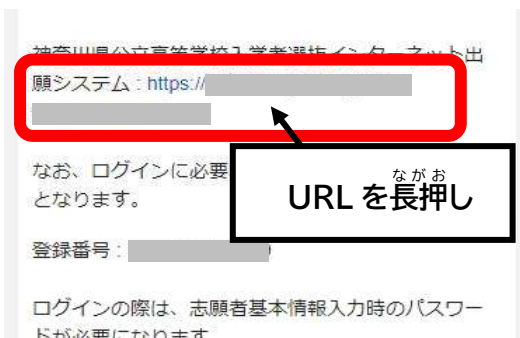 神奈川県公立高等学校入学者選抜インターネット出
願システム : https://
なお、ログインに必要
となります。
ながお
URLを長押し
登録番号 :
ログインの際は、志願者基本情報入力時のパスワー
ドが必要になります